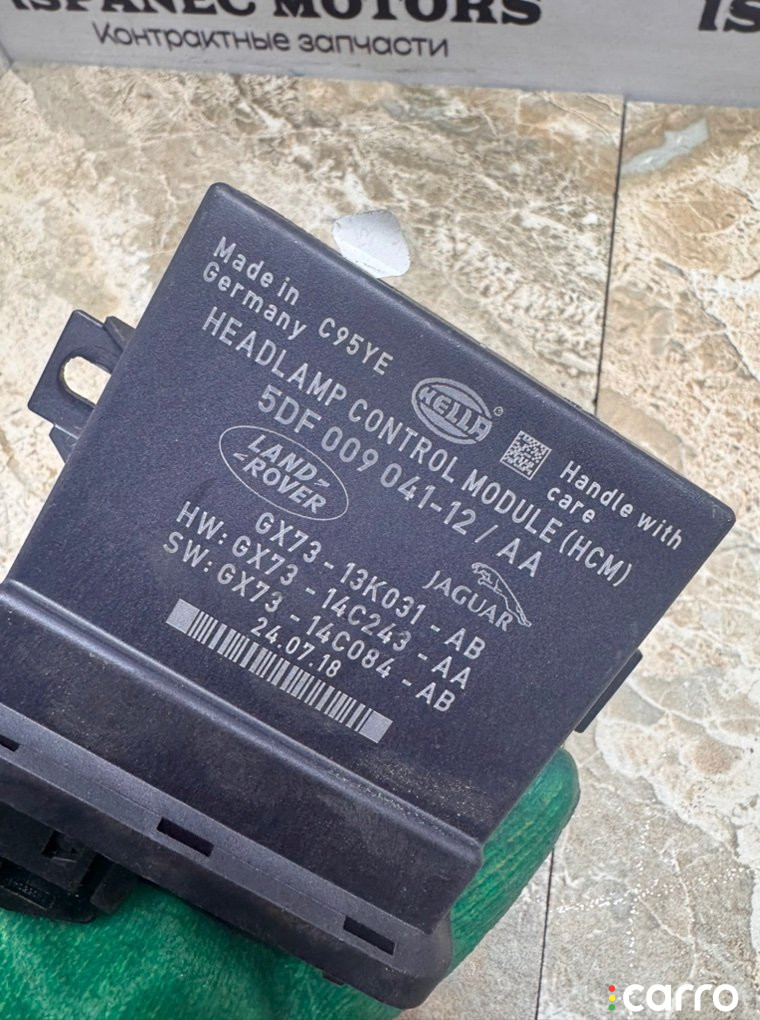 ISPANEC MOTORS
Контрактные запчасти
Made in
Germany C95YE
HELLA
HEADLAMP CONTROL MODULE (HCM)
5DF 009 041-12 / AA
Handle with
care
LAND
ROVER
JAGUAR
GX73 - 13K031 - AB
HW: GX73 - 14C243 - AA
SW: GX73 - 14C084 - AB
24.07.18
carro